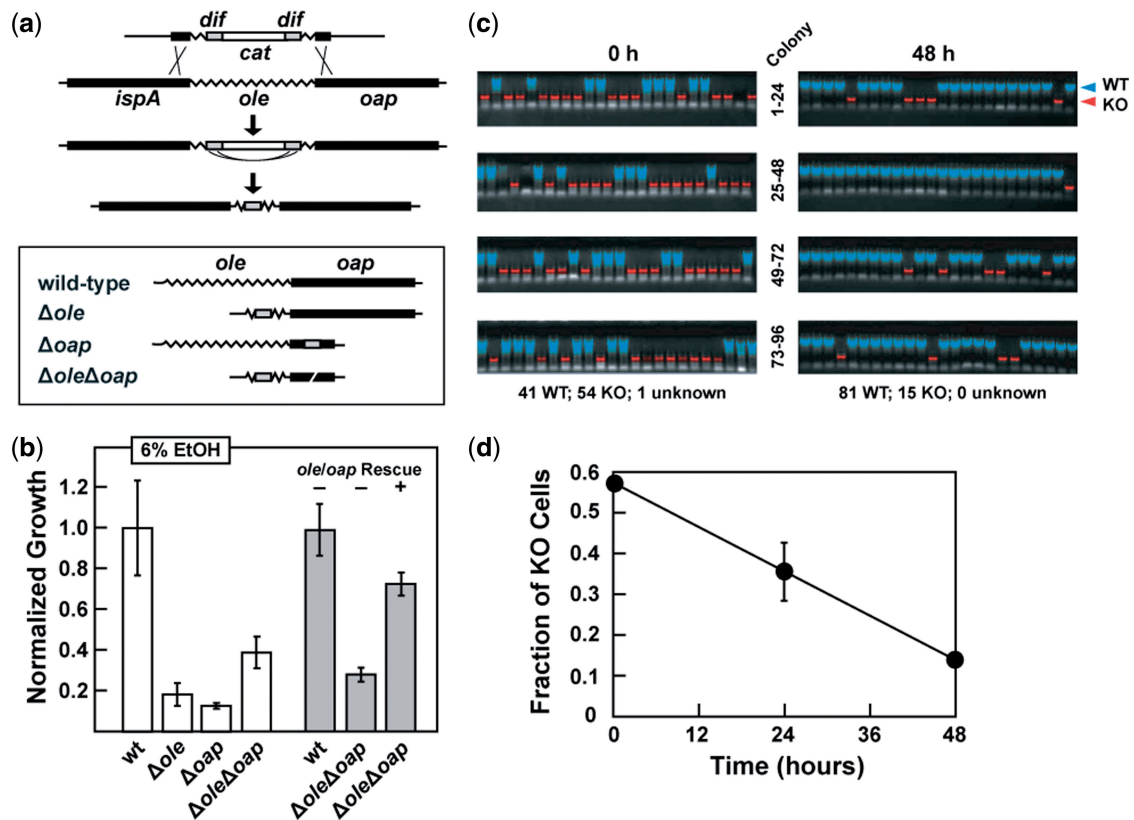 (a)
dif dif
cat
ispA ole oap
ole oap
wild-type
Δole
Δoap
ΔoleΔoap
(b)
6% EtOH
ole/oap Rescue
– – +
Normalized Growth
1.2
1.0
0.8
0.6
0.4
0.2
wt Δole Δoap ΔoleΔoap wt ΔoleΔoap ΔoleΔoap
(c)
0 h Colony 48 h
1-24
WT
KO
25-48
49-72
73-96
41 WT; 54 KO; 1 unknown
81 WT; 15 KO; 0 unknown
(d)
Fraction of KO Cells
0.6
0.5
0.4
0.3
0.2
0.1
0
0 12 24 36 48
Time (hours)